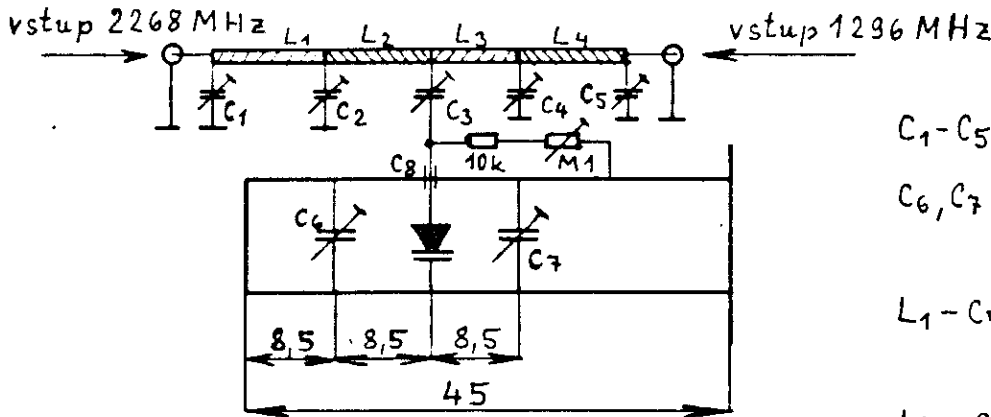 vstup 2268 MHz
L1 L2 L3 L4
vstup 1296 MHz
C1 C2 C3 C4 C5
C1-C5
10k M1
C8
C6, C7
C6 C7
L1-C
8,5 8,5 8,5
45